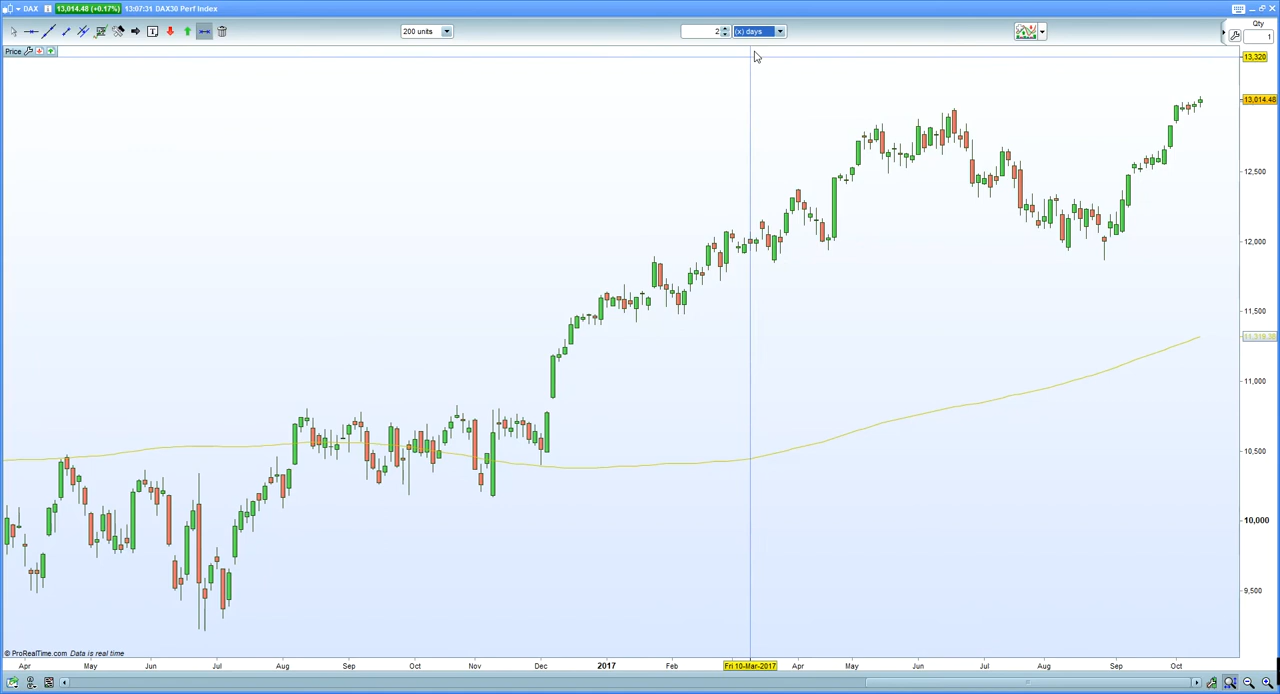 DAX 13,014.48 (+0.17%) 13:07:31 DAX30 Perf Index
200 units 2 (x) days Qty
1
Price
13,320
13,014.48
12,500
12,000
11,500
11,000
10,500
10,000
9,500
© ProRealTime.com Data is real time
Apr May Jun Jul Aug Sep Oct Nov Dec 2017 Feb Fri 10-Mar-2017 Apr May Jun Jul Aug Sep Oct